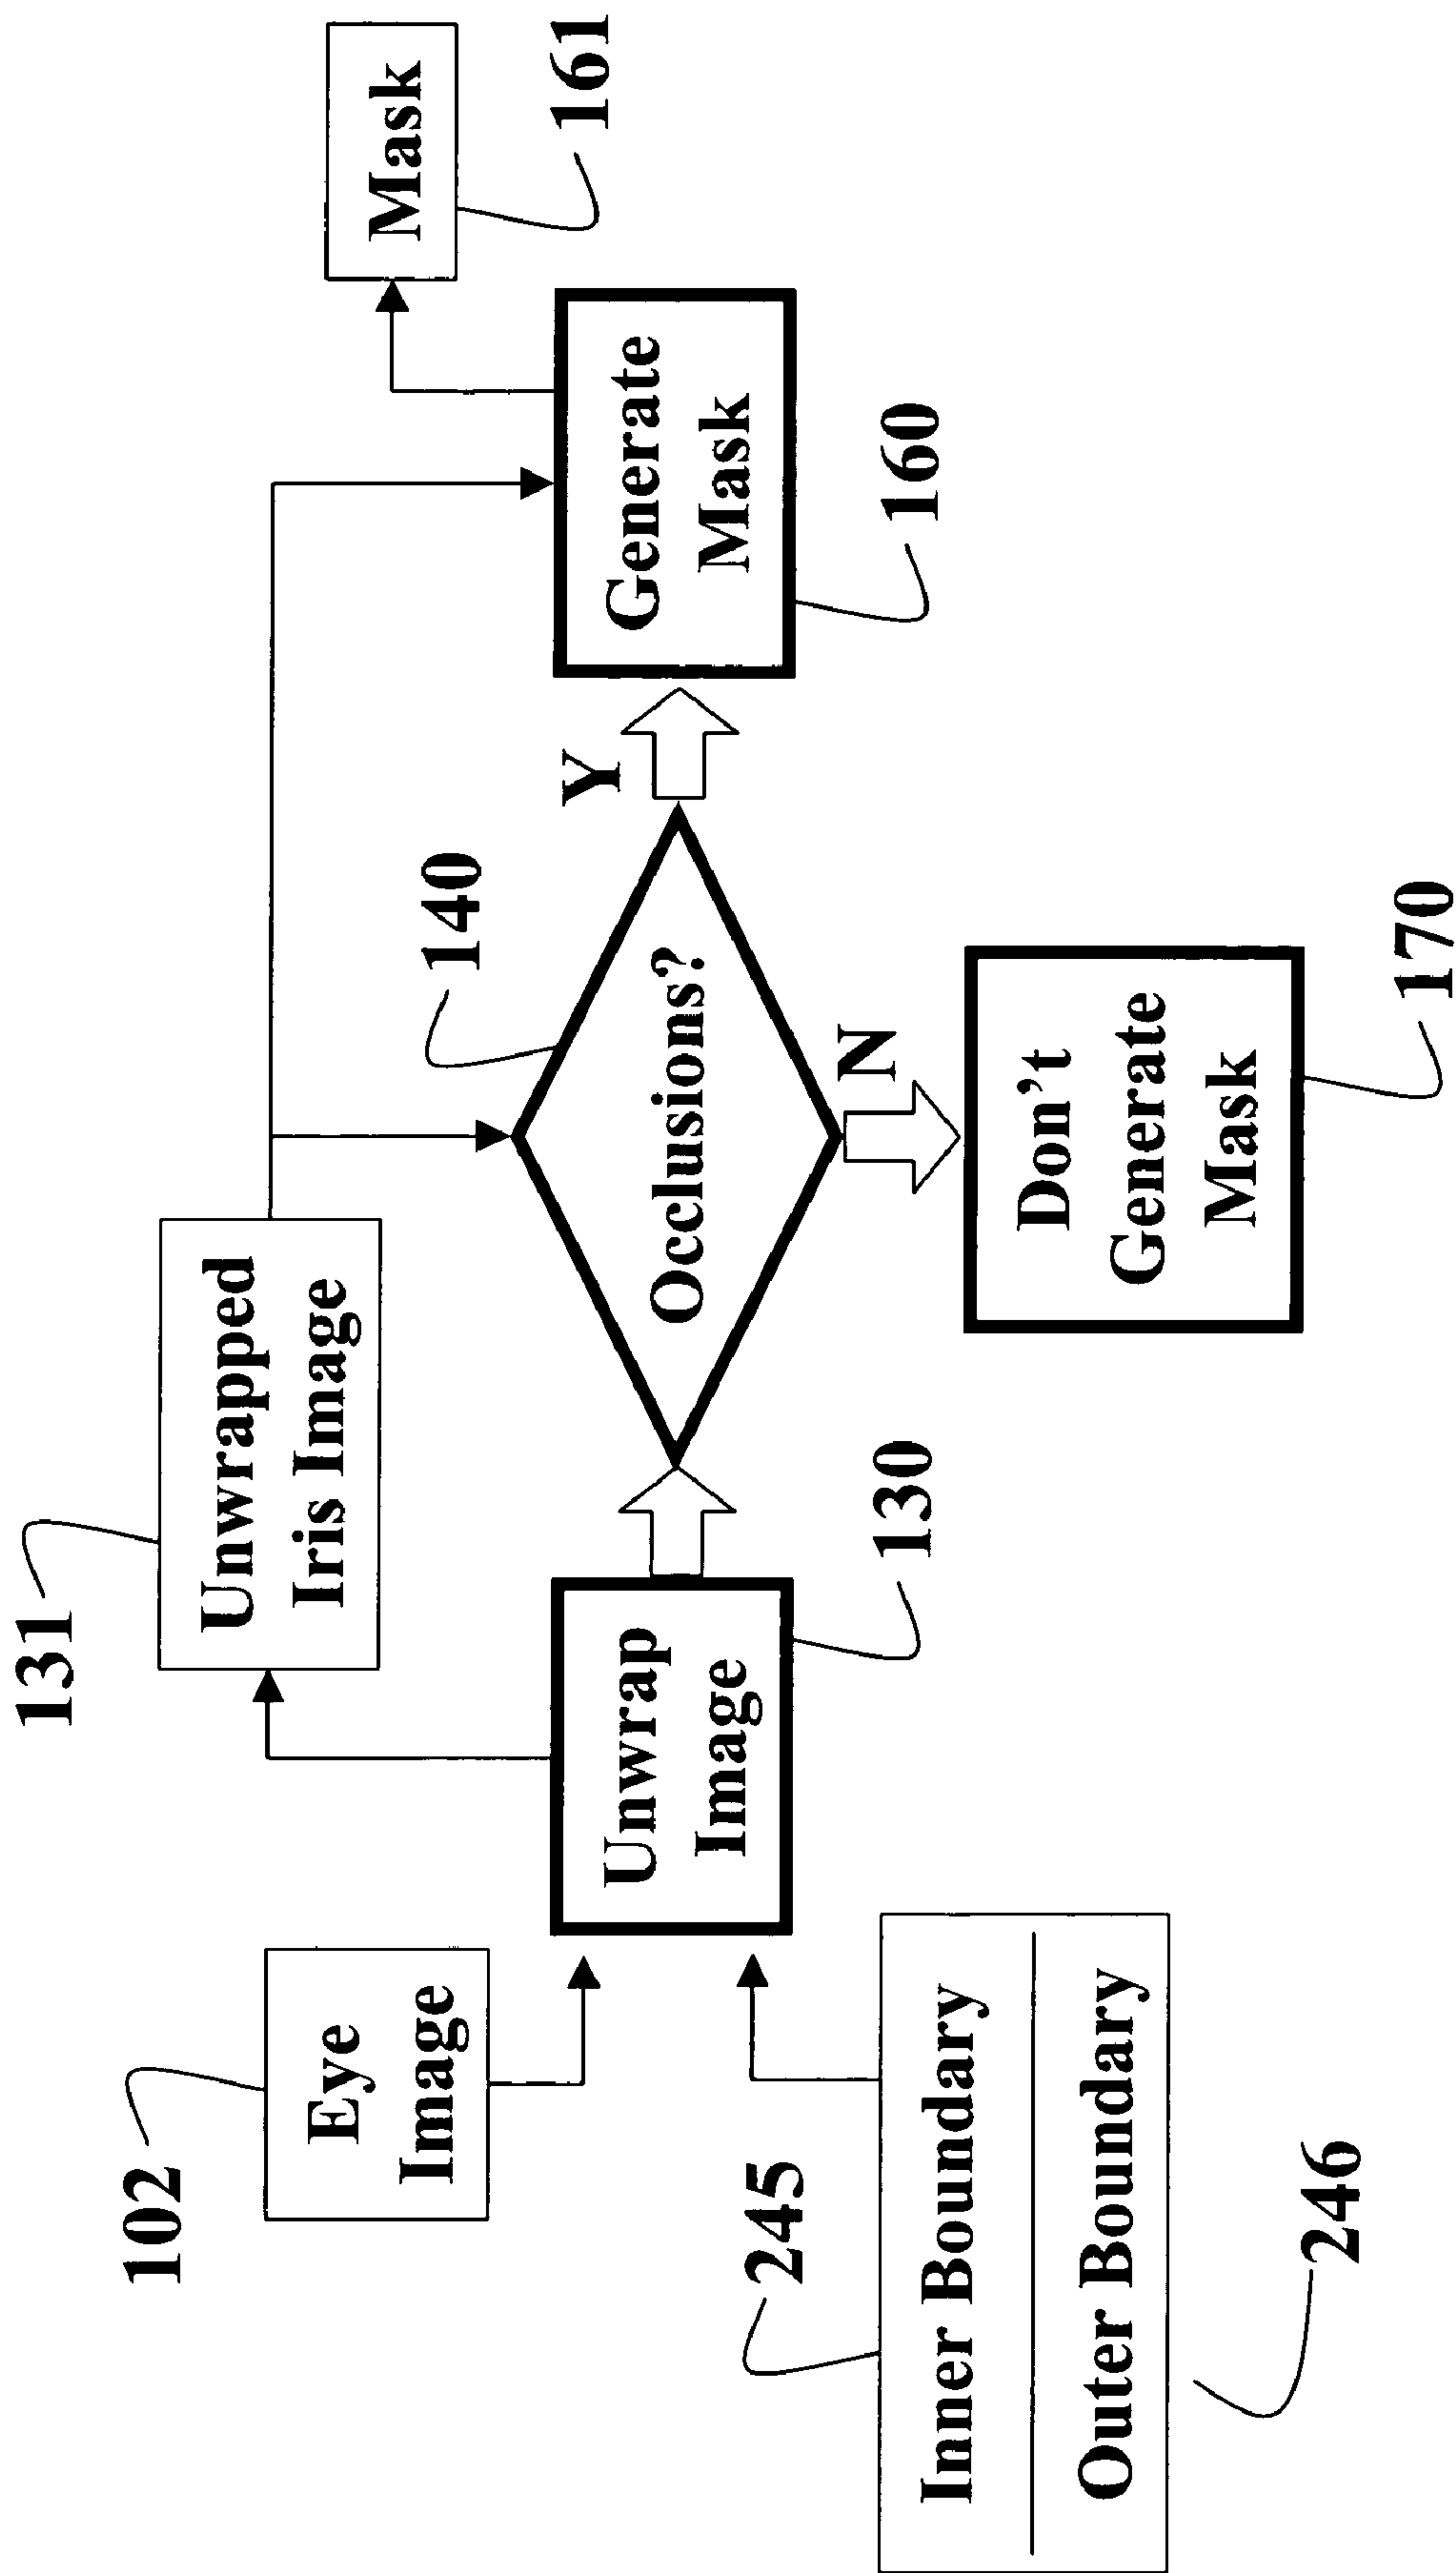 102
Eye
Image
245
Inner Boundary
Outer Boundary
246
Unwrap
Image
130
131
Unwrapped
Iris Image
140
Occlusions?
Y
N
Don't
Generate
Mask
170
Generate
Mask
160
Mask
161